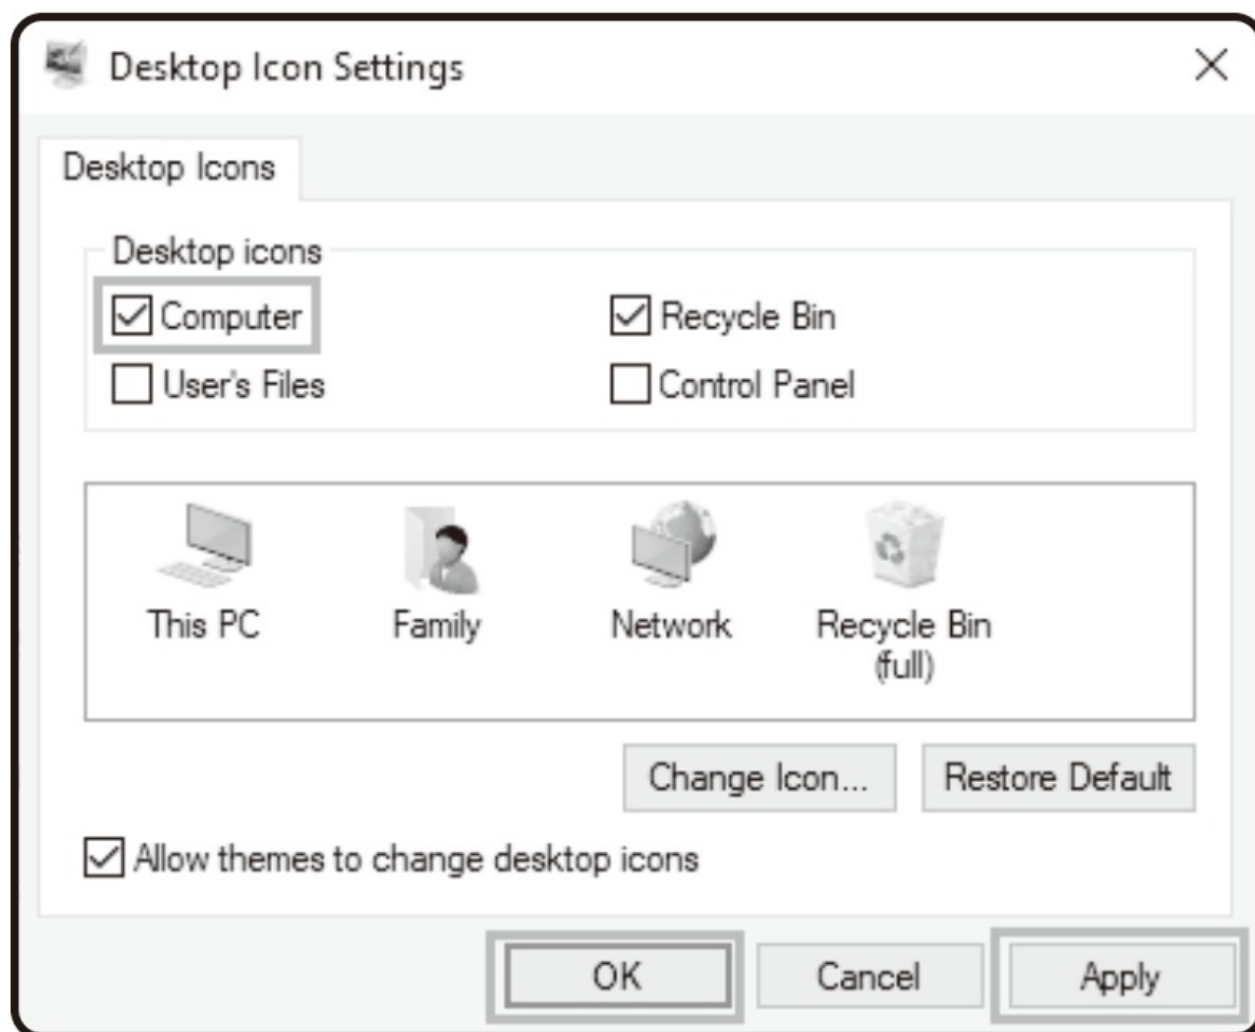 Desktop Icon Settings
Desktop Icons
Desktop icons
Computer
Recycle Bin
User's Files
Control Panel
This PC
Family
Network
Recycle Bin
(full)
Change Icon...
Restore Default
Allow themes to change desktop icons
OK
Cancel
Apply